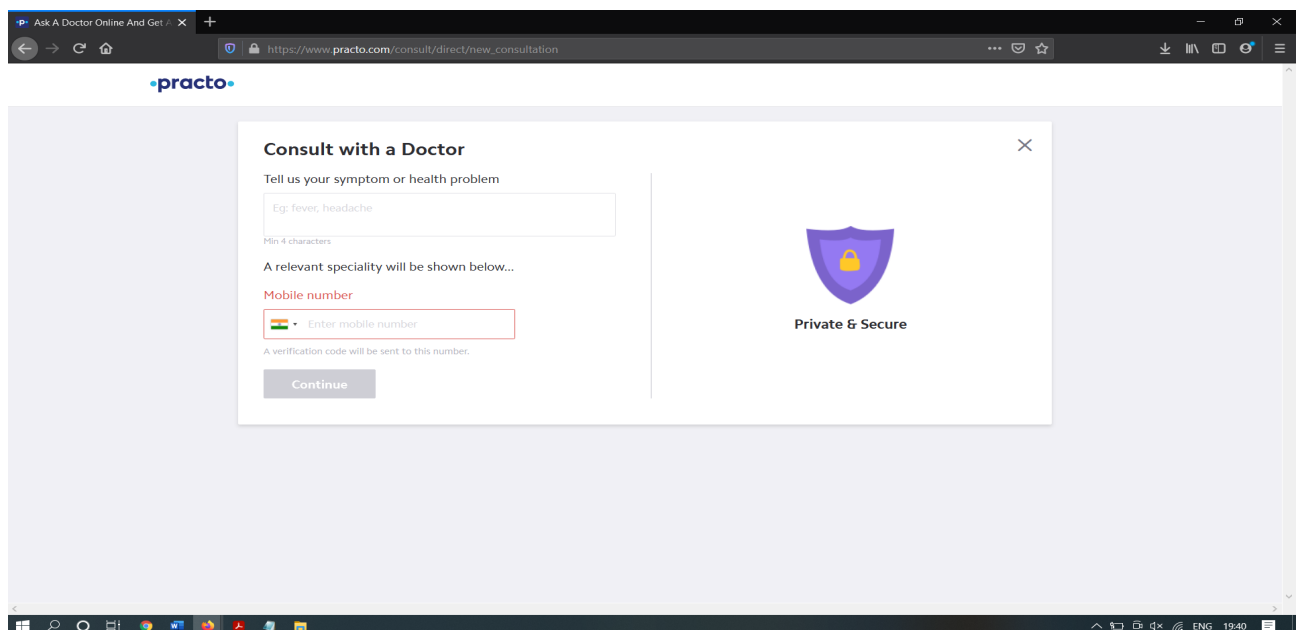 Ask A Doctor Online And Get A
https://www.practo.com/consult/direct/new_consultation
practo
Consult with a Doctor
Tell us your symptom or health problem
Eg: fever, headache
Min 4 characters
A relevant speciality will be shown below...
Mobile number
Enter mobile number
A verification code will be sent to this number.
Continue
Private & Secure
ENG 19:40